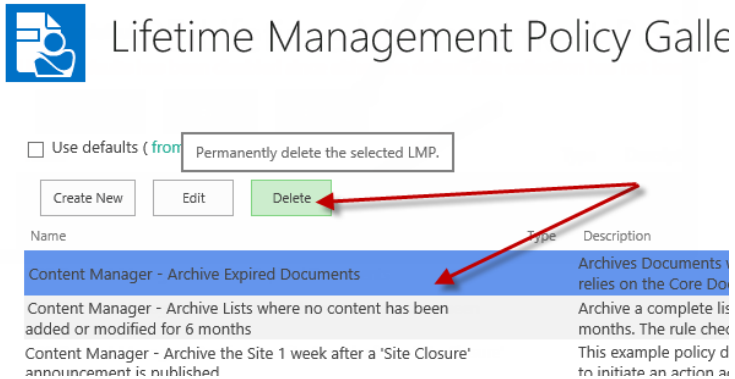 Lifetime Management Policy Galle
Use defaults ( from
Permanently delete the selected LMP.
Create New Edit Delete
Name Type Description
Content Manager - Archive Expired Documents
Archives Documents
relies on the Core Do
Content Manager - Archive Lists where no content has been
added or modified for 6 months
Archive a complete lis
months. The rule chec
Content Manager - Archive the Site 1 week after a 'Site Closure'
announcement is published
This example policy d
to initiate an action a